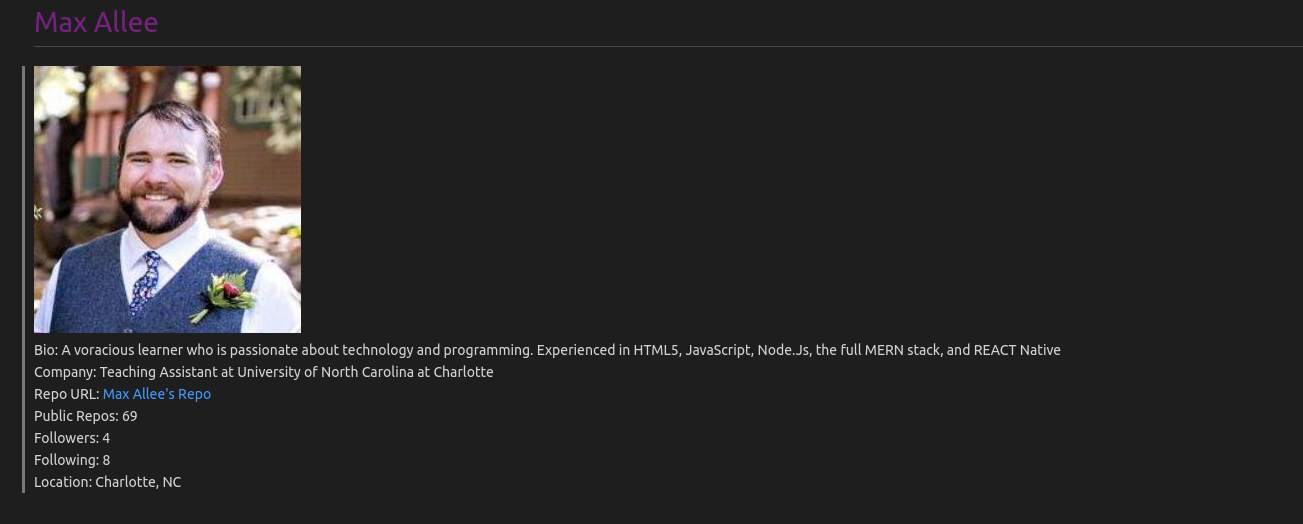 Max Allee
Bio: A voracious learner who is passionate about technology and programming. Experienced in HTML5, JavaScript, Node.Js, the full MERN stack, and REACT Native
Company: Teaching Assistant at University of North Carolina at Charlotte
Repo URL: Max Allee's Repo
Public Repos: 69
Followers: 4
Following: 8
Location: Charlotte, NC